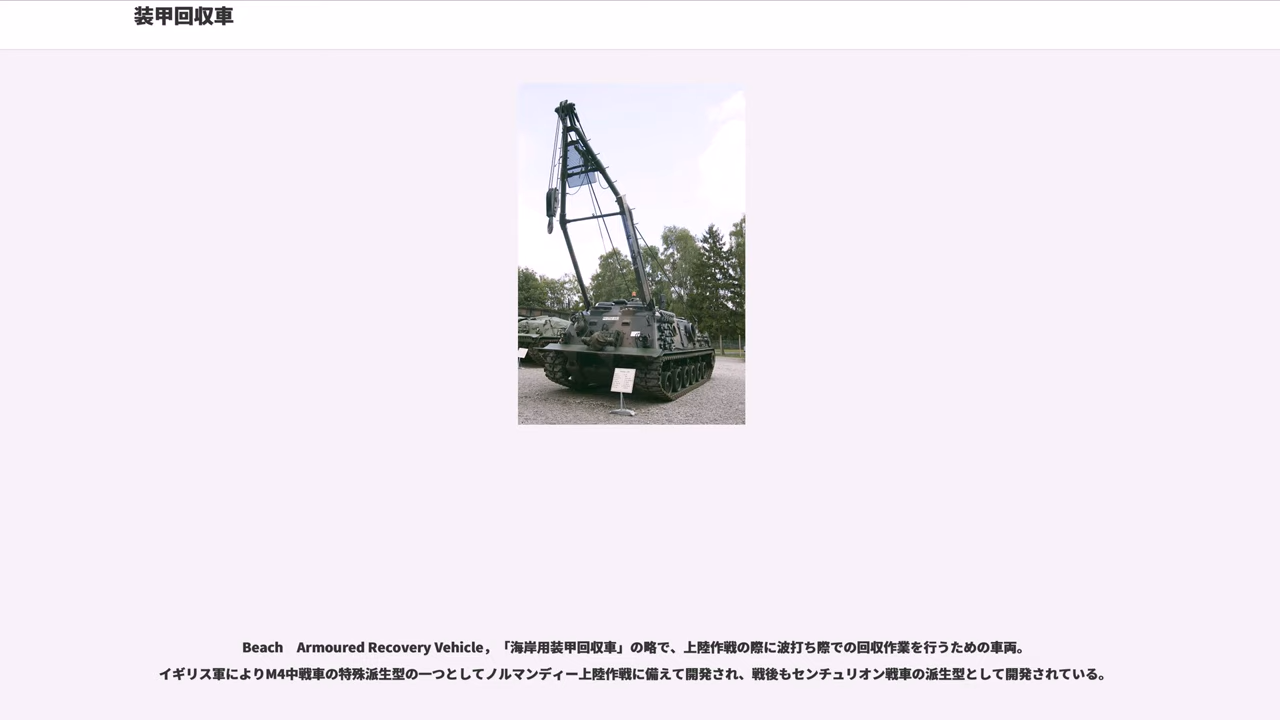 装甲回収車
Beach　Armoured Recovery Vehicle，「海岸用装甲回収車」の略で、上陸作戦の際に波打ち際での回収作業を行うための車両。
イギリス軍によりM4中戦車の特殊派生型の一つとしてノルマンディー上陸作戦に備えて開発され、戦後もセンチュリオン戦車の派生型として開発されている。